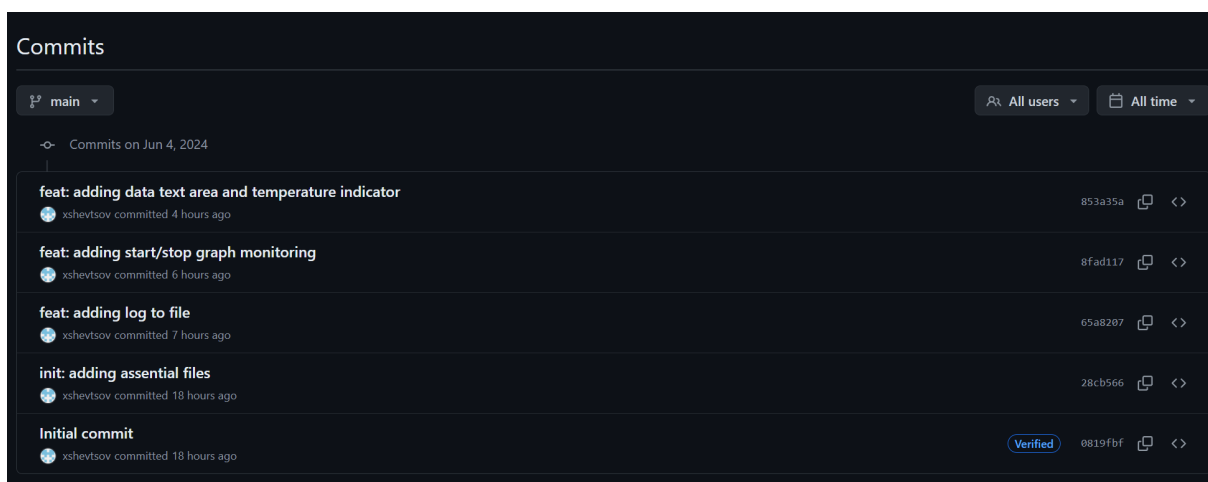 Commits
main
All users
All time
Commits on Jun 4, 2024
feat: adding data text area and temperature indicator
xshevtsov committed 4 hours ago
853a35a
feat: adding start/stop graph monitoring
xshevtsov committed 6 hours ago
8fad117
feat: adding log to file
xshevtsov committed 7 hours ago
65a8207
init: adding assential files
xshevtsov committed 18 hours ago
28cb566
Initial commit
xshevtsov committed 18 hours ago
Verified
0819fbf